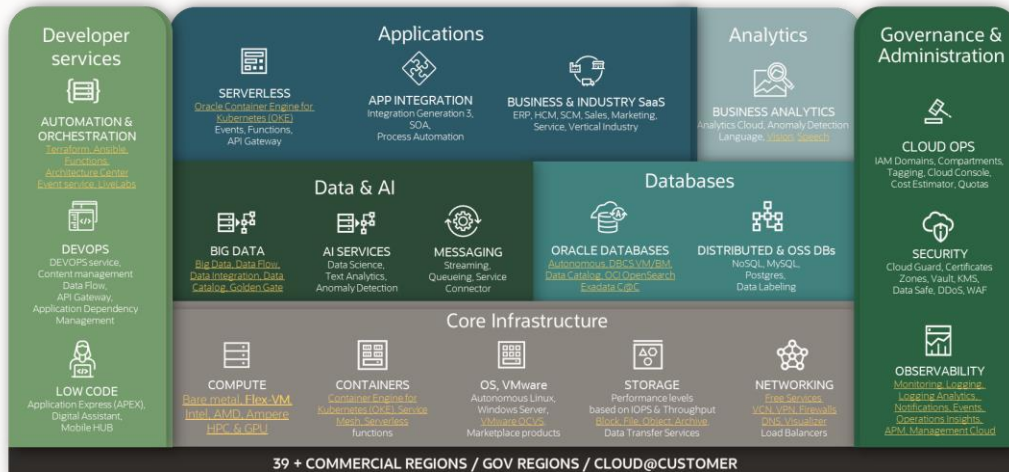 Developer
services
AUTOMATION &
ORCHESTRATION
Terraform, Ansible,
Functions,
Architecture Center
Event service, LiveLabs
DEVOPS
DEVOPS service,
Content management
Data Flow,
API Gateway,
Application Dependency
Management
LOW CODE
Application Express (APEX),
Digital Assistant,
Mobile HUB
Applications
SERVERLESS
Oracle Container Engine for
Kubernetes (OKE)
Events, Functions,
API Gateway
APP INTEGRATION
Integration Generation 3,
SOA,
Process Automation
BUSINESS & INDUSTRY SaaS
ERP, HCM, SCM, Sales, Marketing,
Service, Vertical Industry
Analytics
BUSINESS ANALYTICS
Analytics Cloud, Anomaly Detection
Language, Vision, Speech
Data & AI
BIG DATA
Big Data, Data Flow,
Data Integration, Data
Catalog, Golden Gate
AI SERVICES
Data Science,
Text Analytics,
Anomaly Detection
MESSAGING
Streaming,
Queueing, Service
Connector
Databases
ORACLE DATABASES
Autonomous, DBCS VM/BM,
Data Catalog, OCI OpenSearch
Exadata C@C
DISTRIBUTED & OSS DBs
NoSQL, MySQL,
Postgres,
Data Labeling
Core Infrastructure
COMPUTE
Bare metal, Flex-VM,
Intel, AMD, Ampere
HPC & GPU
CONTAINERS
Container Engine for
Kubernetes (OKE), Service
Mesh, Serverless
functions
OS, VMware
Autonomous Linux,
Windows Server,
VMware OCVS,
Marketplace products
STORAGE
Performance levels
based on IOPS & Throughput
Block, File, Object, Archive
Data Transfer Services
NETWORKING
Free Services
VCN, VPN, Firewalls
DNS, Visualizer
Load Balancers
Governance &
Administration
CLOUD OPS
IAM Domains, Compartments,
Tagging, Cloud Console,
Cost Estimator, Quotas
SECURITY
Cloud Guard, Certificates
Zones, Vault, KMS,
Data Safe, DDoS, WAF
OBSERVABILITY
Monitoring, Logging,
Logging Analytics,
Notifications, Events,
Operations Insights,
APM, Management Cloud
39 + COMMERCIAL REGIONS / GOV REGIONS / CLOUD@CUSTOMER